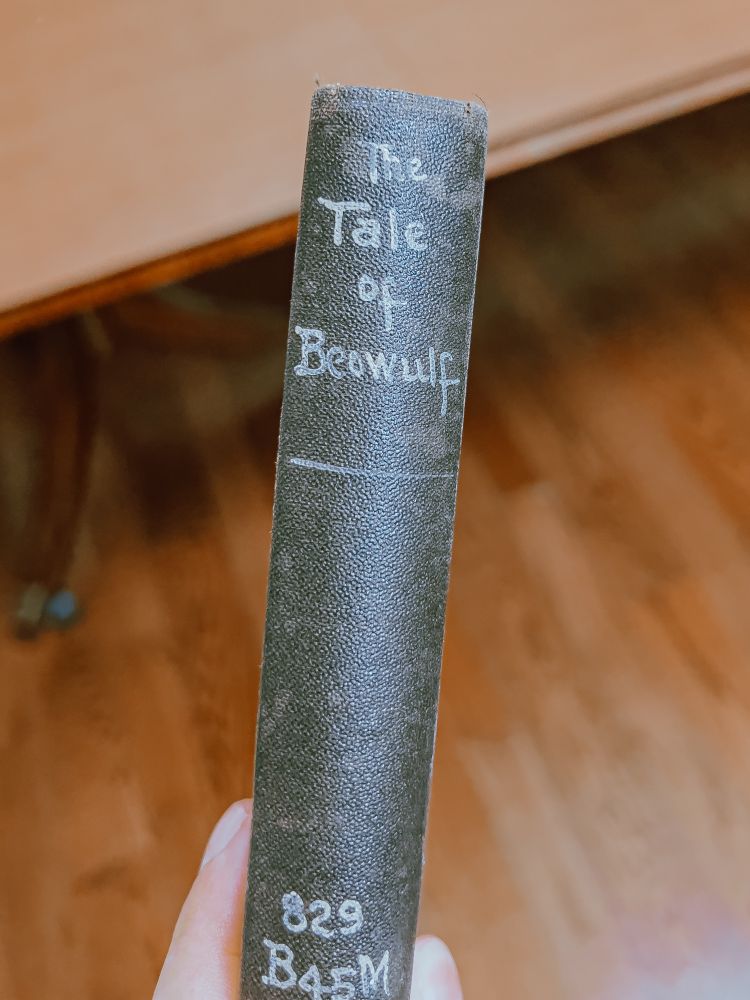 The
Tale
of
Beowulf
829
B45M